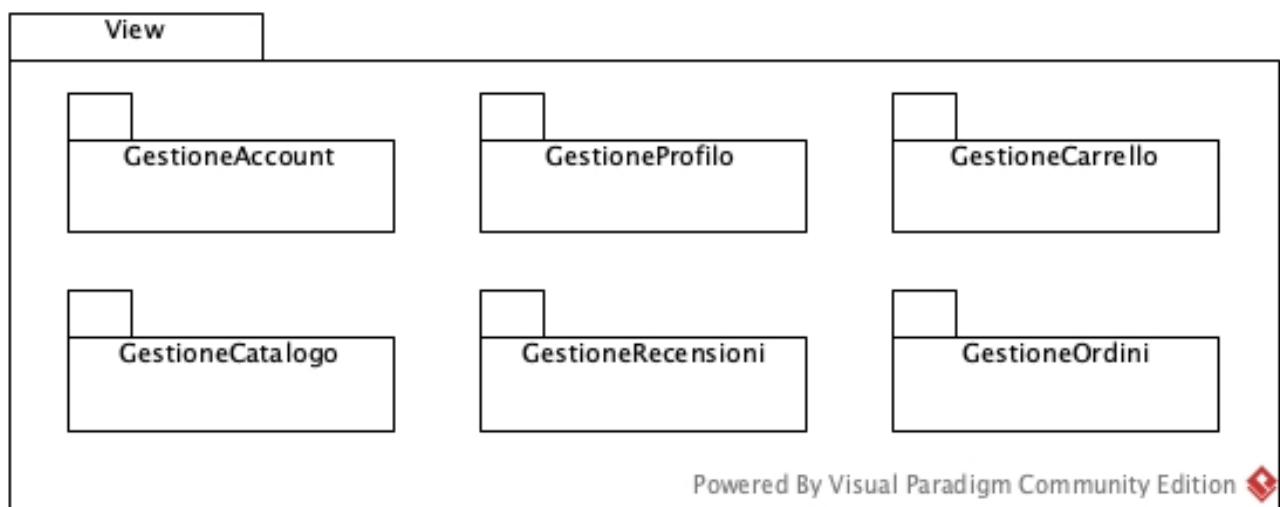 View
GestioneAccount
GestioneProfilo
GestioneCarrello
GestioneCatalogo
GestioneRecensioni
GestioneOrdini
Powered By Visual Paradigm Community Edition